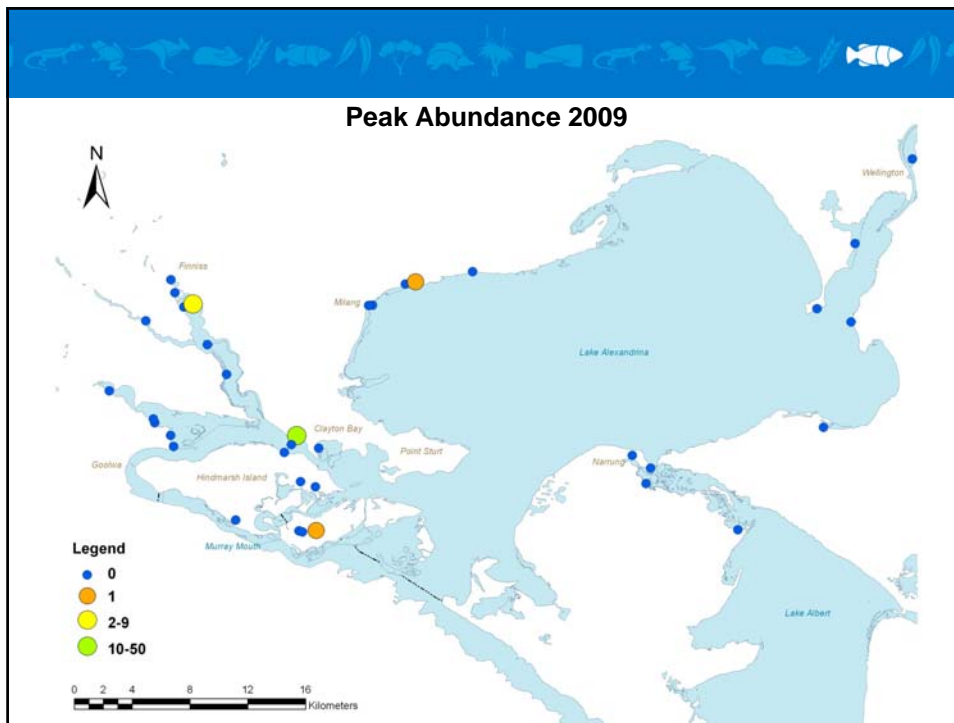 Peak Abundance 2009
N
Wellington
Finniss
Milang
Lake Alexandrina
Clayton Bay
Point Sturt
Goolwa
Hindmarsh Island
Narrung
Murray Mouth
Lake Albert
Legend
0
1
2-9
10-50
0 2 4 8 12 16
Kilometers